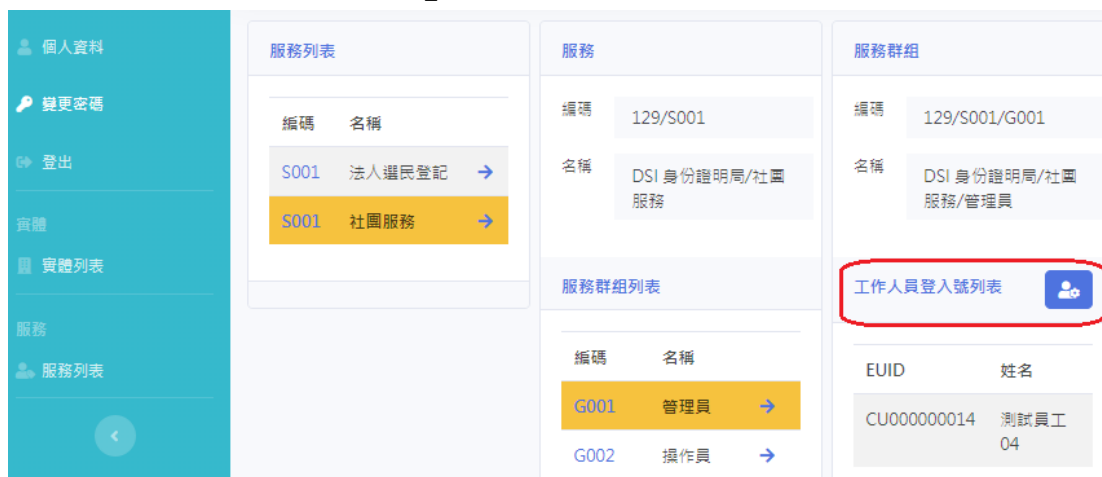 個人資料
變更密碼
登出
實體
實體列表
服務
服務列表
服務列表
編碼 名稱
S001 法人選民登記
S001 社團服務
服務
編碼 129/S001
名稱 DSI 身份證明局/社團
服務
服務群組列表
編碼 名稱
G001 管理員
G002 操作員
服務群組
編碼 129/S001/G001
名稱 DSI 身份證明局/社團
服務/管理員
工作人員登入號列表
EUID 姓名
CU000000014 測試員工
04